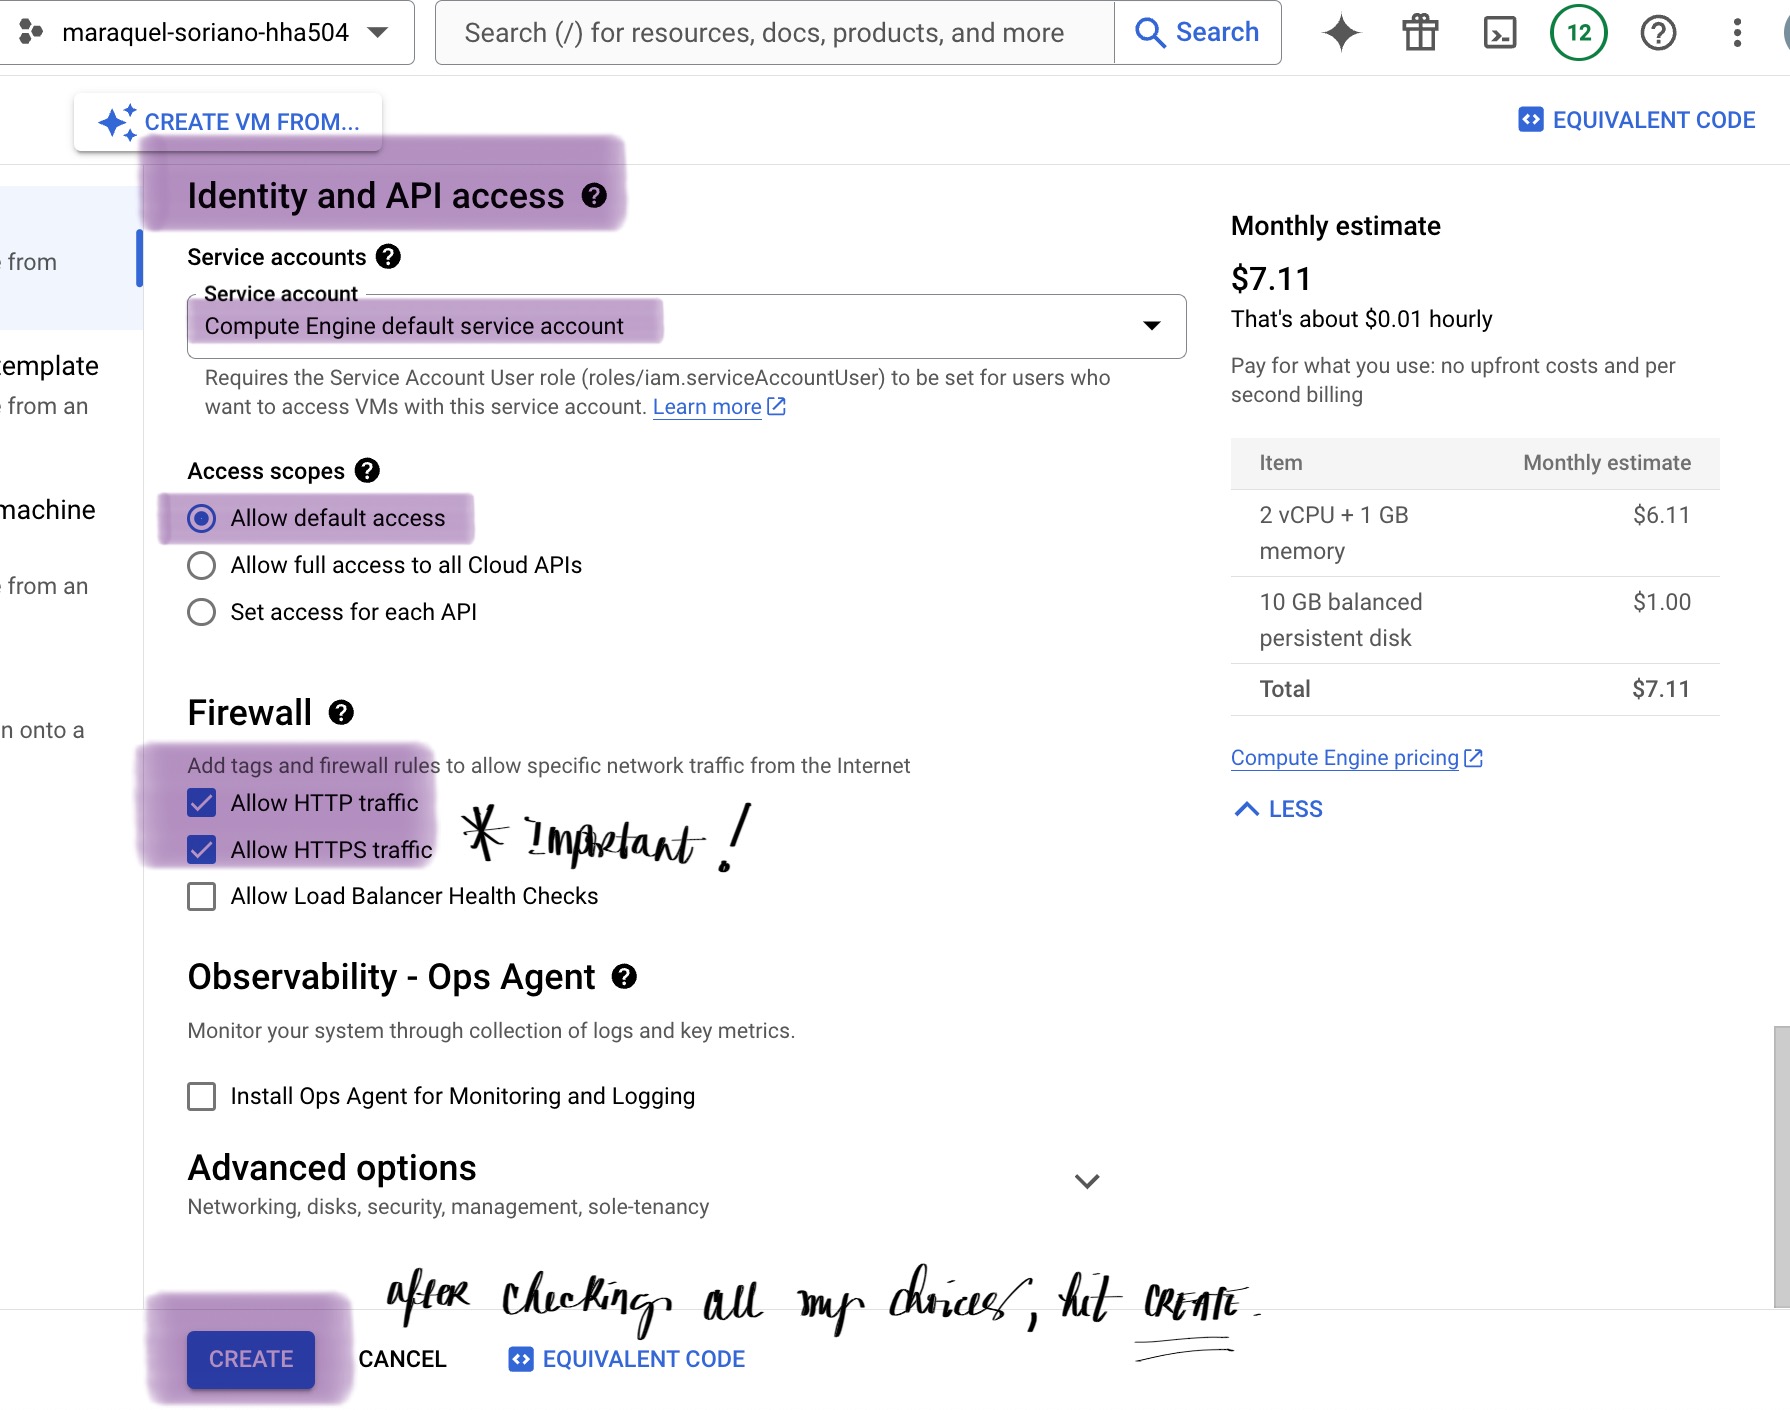 maraquel-soriano-hha504
Search (/) for resources, docs, products, and more
Search
12
CREATE VM FROM...
EQUIVALENT CODE
from
template
from an
machine
from an
n onto a
Identity and API access
Service accounts
Service account
Compute Engine default service account
Requires the Service Account User role (roles/iam.serviceAccountUser) to be set for users who
want to access VMs with this service account. Learn more
Access scopes
Allow default access
Allow full access to all Cloud APIs
Set access for each API
Firewall
Add tags and firewall rules to allow specific network traffic from the Internet
Allow HTTP traffic
Allow HTTPS traffic
* Important!
Allow Load Balancer Health Checks
Observability - Ops Agent
Monitor your system through collection of logs and key metrics.
Install Ops Agent for Monitoring and Logging
Advanced options
Networking, disks, security, management, sole-tenancy
after checking all my choices, hit CREATE.
CREATE
CANCEL
EQUIVALENT CODE
Monthly estimate
$7.11
That's about $0.01 hourly
Pay for what you use: no upfront costs and per
second billing
Item Monthly estimate
2 vCPU + 1 GB $6.11
memory
10 GB balanced $1.00
persistent disk
Total $7.11
Compute Engine pricing
LESS